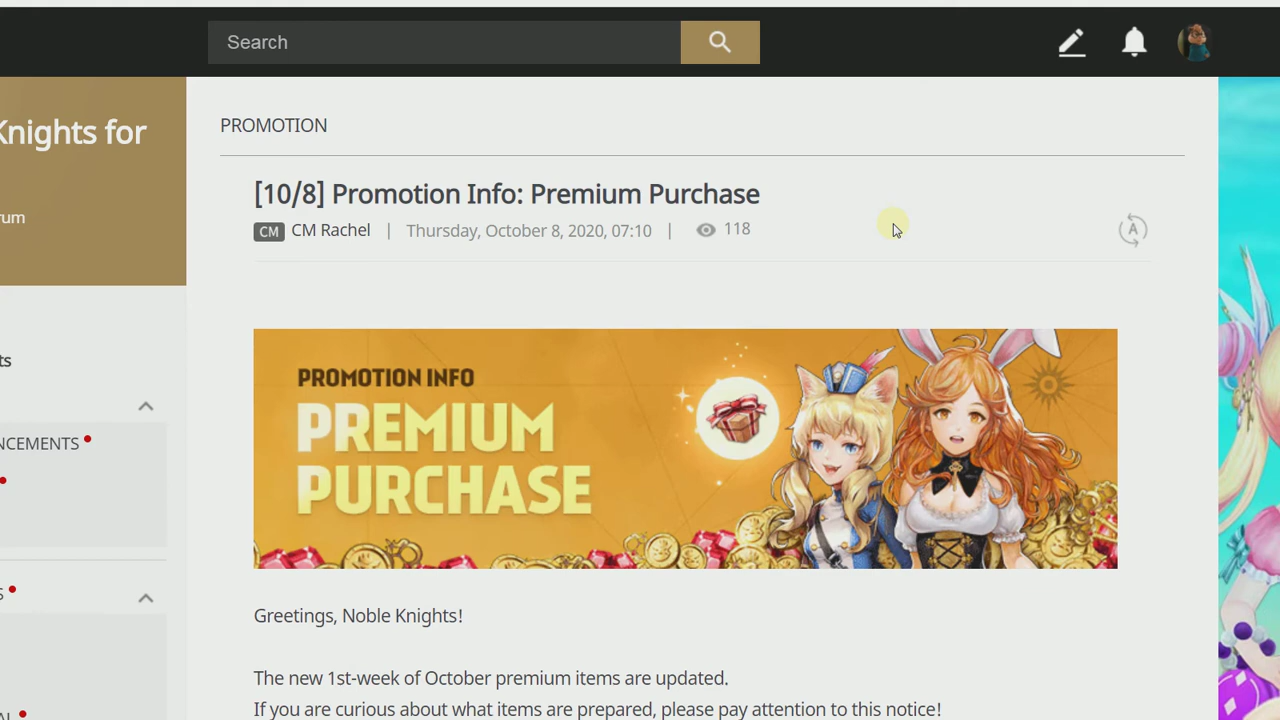 Search
Knights for
rum
ts
NCEMENTS
S
AL
PROMOTION
[10/8] Promotion Info: Premium Purchase
CM CM Rachel | Thursday, October 8, 2020, 07:10 | 118
A
PROMOTION INFO
PREMIUM
PURCHASE
Greetings, Noble Knights!
The new 1st-week of October premium items are updated.
If you are curious about what items are prepared, please pay attention to this notice!